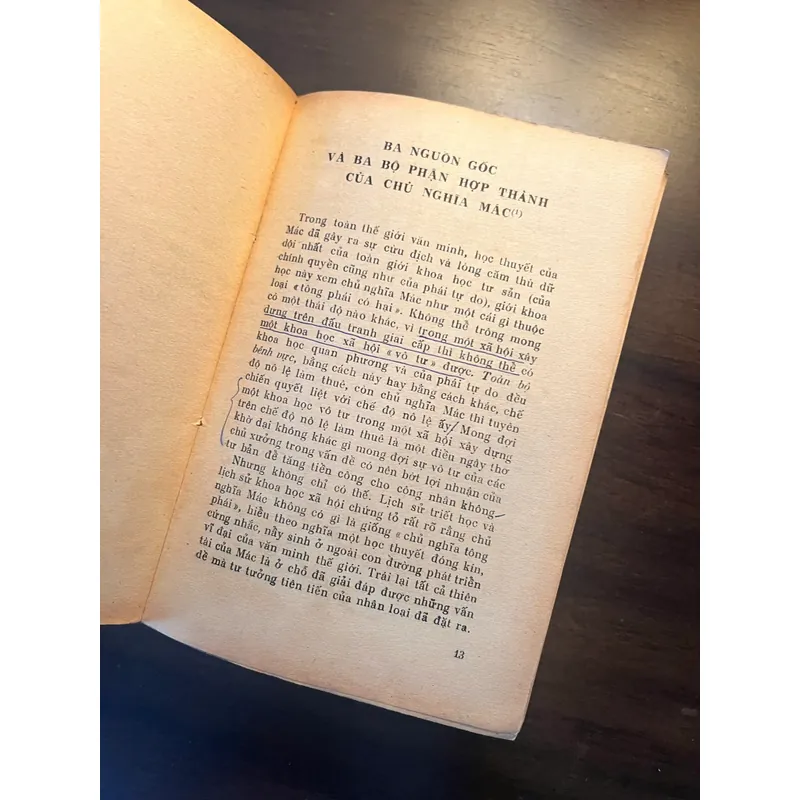 BA NGUỒN GỐC
VÀ BA BỘ PHẬN HỢP THÀNH
CỦA CHỦ NGHĨA MÁC(1)
Trong toàn thế giới văn minh, học thuyết của
Mác đã gây ra sự cừu địch và lòng căm thù dữ
dội nhất của toàn giới khoa học tư sản (của
chính quyền cũng như của phái tự do), giới khoa
học này xem chủ nghĩa Mác như một cái gì thuộc
loại « tông phái có hại ». Không thể trông mong
có một thái độ nào khác, vì trong một xã hội xây
dựng trên đấu tranh giai cấp thì không thể có
một khoa học xã hội « vô tư » được. Toàn bộ
khoa học quan phương và của phái tự do đều
bênh vực, bằng cách này hay bằng cách khác, chế
độ nô lệ làm thuê, còn chủ nghĩa Mác thì tuyên
chiến quyết liệt với chế độ nô lệ ấy. Mong đợi
một khoa học vô tư trong một xã hội xây dựng
trên chế độ nô lệ làm thuê là một điều ngây thơ
khờ dại không khác gì mong đợi sự vô tư của các
chủ xưởng trong vấn đề có nên bớt lợi nhuận của
tư bản để tăng tiền công cho công nhân không.
Nhưng không chỉ có thế. Lịch sử triết học và
lịch sử khoa học xã hội chứng tỏ rất rõ rằng chủ
nghĩa Mác không có gì là giống « chủ nghĩa tông
phái », hiểu theo nghĩa một học thuyết đóng kín,
cứng nhắc, nẩy sinh ở ngoài con đường phát triển
vĩ đại của văn minh thế giới. Trái lại tất cả thiên
tài của Mác là ở chỗ đã giải đáp được những vấn
đề mà tư tưởng tiên tiến của nhân loại đã đặt ra.
13